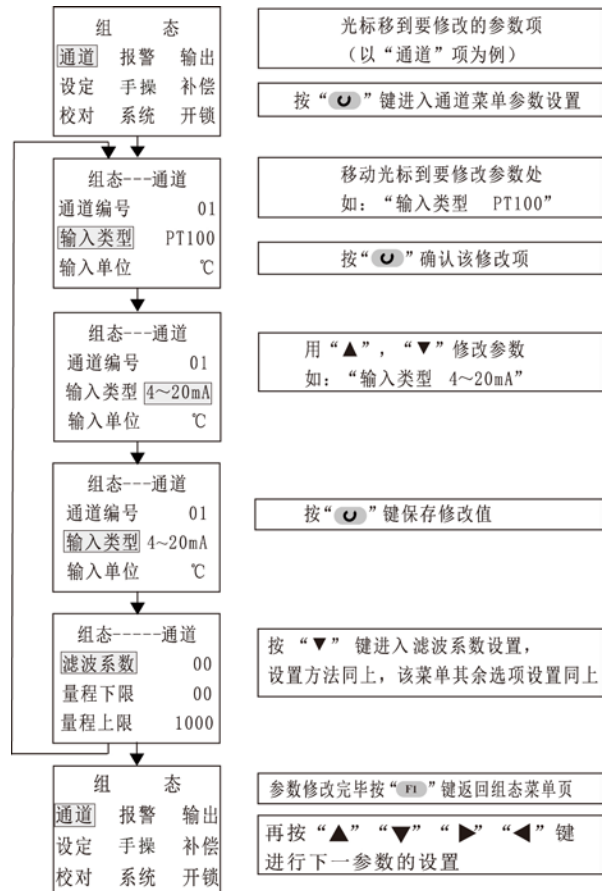 组 态
通道 报警 输出
设定 手操 补偿
校对 系统 开锁
光标移到要修改的参数项
（以“通道”项为例）
按“ ”键进入通道菜单参数设置
组态---通道
通道编号 01
输入类型 PT100
输入单位 ℃
移动光标到要修改参数处
如：“输入类型 PT100”
按“ ”确认该修改项
组态---通道
通道编号 01
输入类型 4～20mA
输入单位 ℃
用“▲”，“▼”修改参数
如：“输入类型 4～20mA”
组态---通道
通道编号 01
输入类型 4～20mA
输入单位 ℃
按“ ”键保存修改值
组态-----通道
滤波系数 00
量程下限 00
量程上限 1000
按 “▼” 键进入滤波系数设置，
设置方法同上，该菜单其余选项设置同上
组 态
通道 报警 输出
设定 手操 补偿
校对 系统 开锁
参数修改完毕按“F1”键返回组态菜单页
再按“▲”“▼”“▶”“◀”键
进行下一参数的设置